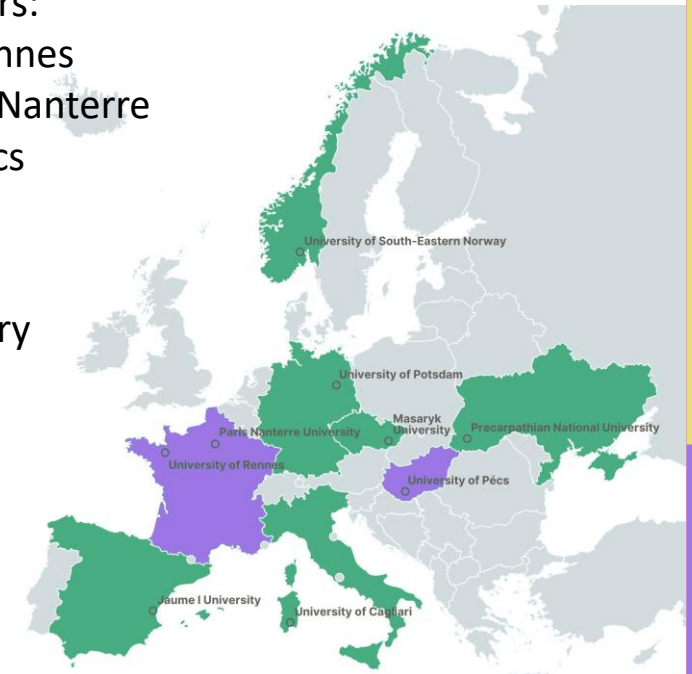 rs:
nnes
Nanterre
cs
ry
University of South-Eastern Norway
University of Potsdam
Masaryk
University
Precarpathian National University
Paris Nanterre University
University of Rennes
University of Pécs
Jaume I University
University of Cagliari